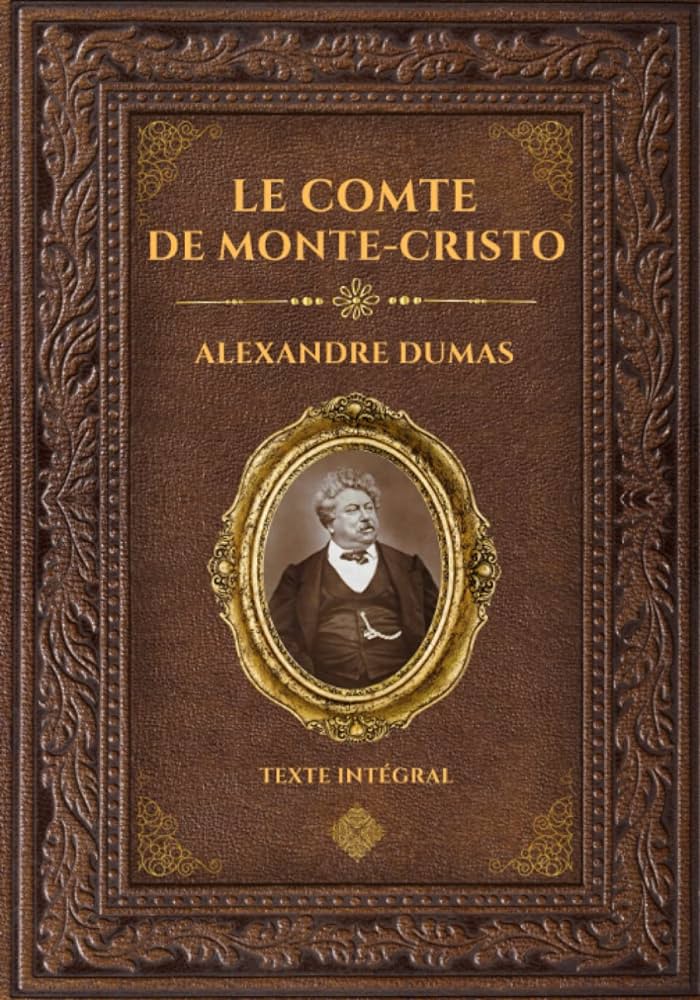 LE COMTE
DE MONTE-CRISTO
ALEXANDRE DUMAS
TEXTE INTÉGRAL